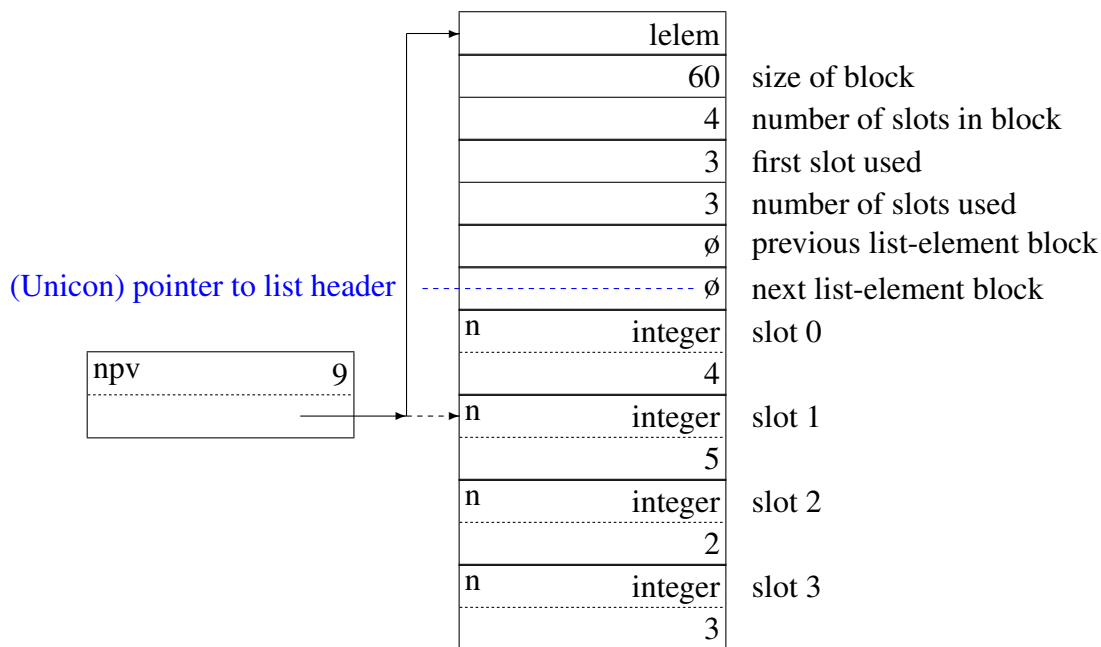 lelem
60 size of block
4 number of slots in block
3 first slot used
3 number of slots used
ø previous list-element block
(Unicon) pointer to list header ø next list-element block
n integer slot 0
4
npv 9
n integer slot 1
5
n integer slot 2
2
n integer slot 3
3